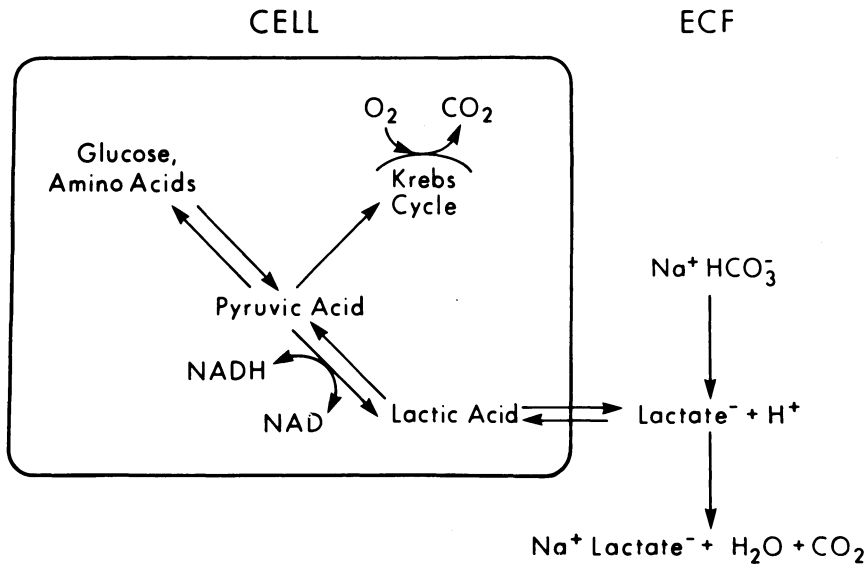 CELL
ECF
O₂ CO₂
Glucose,
Amino Acids
Krebs
Cycle
Na⁺ HCO₃⁻
Pyruvic Acid
NADH
NAD
Lactic Acid
Lactate⁻ + H⁺
Na⁺ Lactate⁻ + H₂O + CO₂